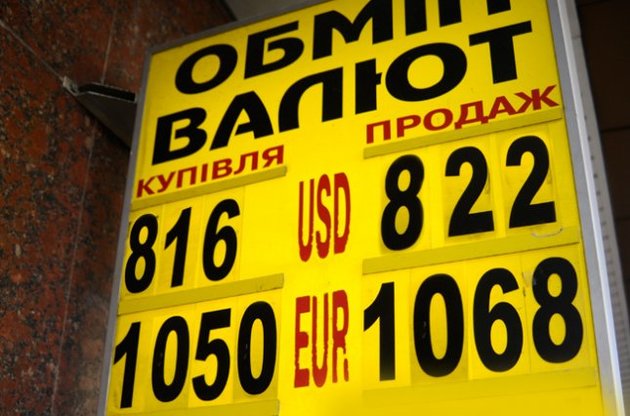 ОБМІН
ВАЛЮТ
КУПІВЛЯ ПРОДАЖ
816 USD 822
1050 EUR 1068